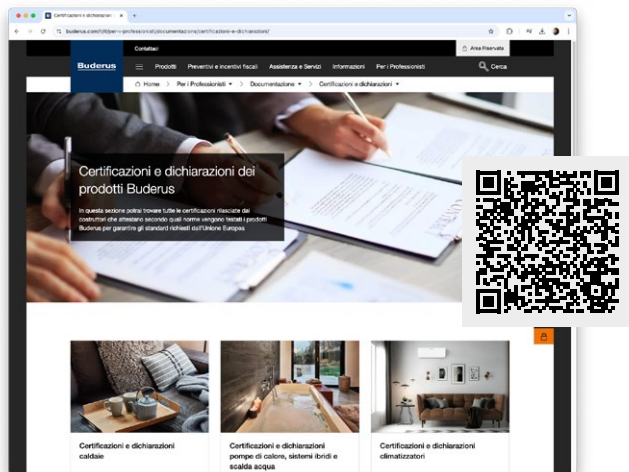 Certificazioni e dichiarazioni
buderus.com/it/it/per-i-professionisti/documentazione/certificazioni-e-dichiarazioni/
Contattaci
Area Riservata
Buderus
Prodotti Preventivi e incentivi fiscali Assistenza e Servizi Informazioni Per i Professionisti Cerca
Home > Per i Professionisti > Documentazione > Certificazioni e dichiarazioni
Certificazioni e dichiarazioni dei
prodotti Buderus
In questa sezione potrai trovare tutte le certificazioni rilasciate dai
costruttori che attestano secondo quali norme vengono testati i prodotti
Buderus per garantire gli standard richiesti dall'Unione Europea
Certificazioni e dichiarazioni
caldaie
Certificazioni e dichiarazioni
pompe di calore, sistemi ibridi e
scalda acqua
Certificazioni e dichiarazioni
climatizzatori